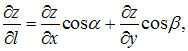 ∂z/∂l = ∂z/∂x cosα + ∂z/∂y cosβ,